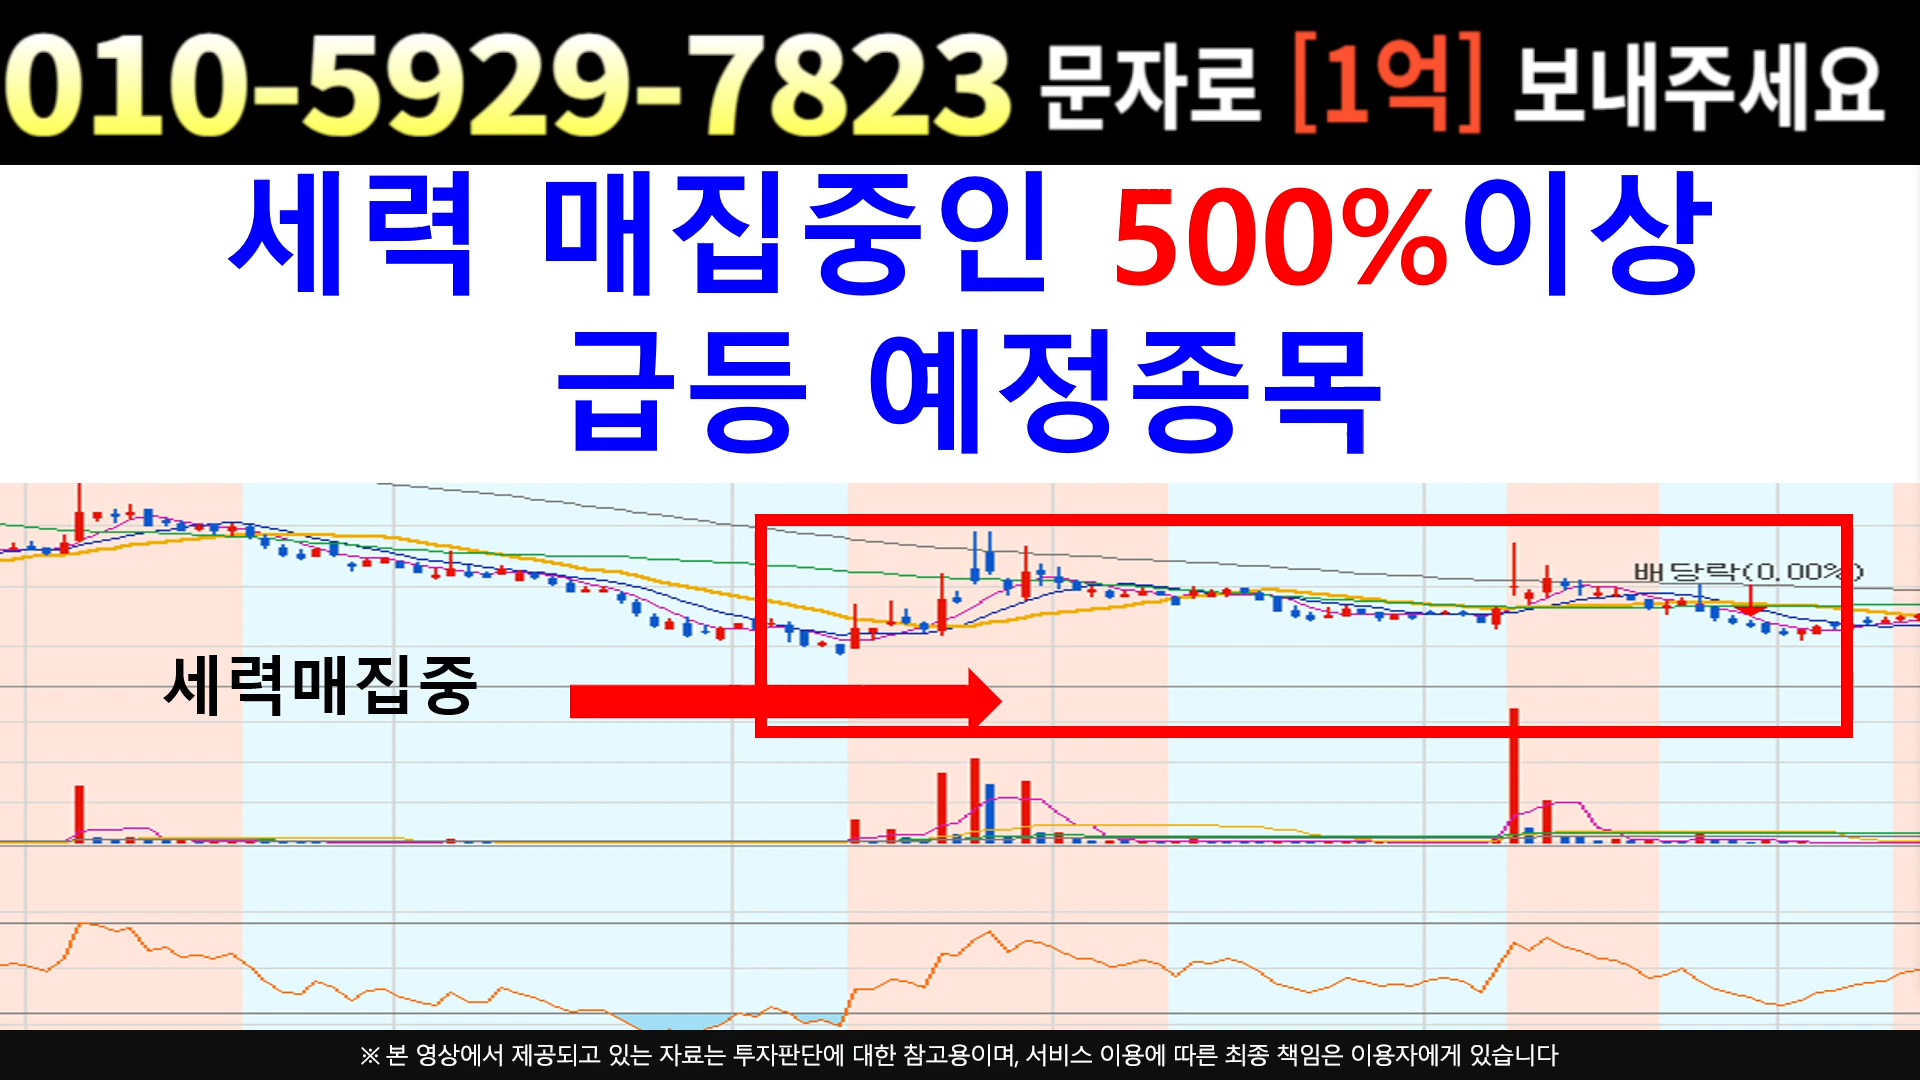 010-5929-7823 문자로 [1억] 보내주세요
세력 매집중인 500%이상
급등 예정종목
배당락(0.00%)
세력매집중
※ 본 영상에서 제공되고 있는 자료는 투자판단에 대한 참고용이며, 서비스 이용에 따른 최종 책임은 이용자에게 있습니다